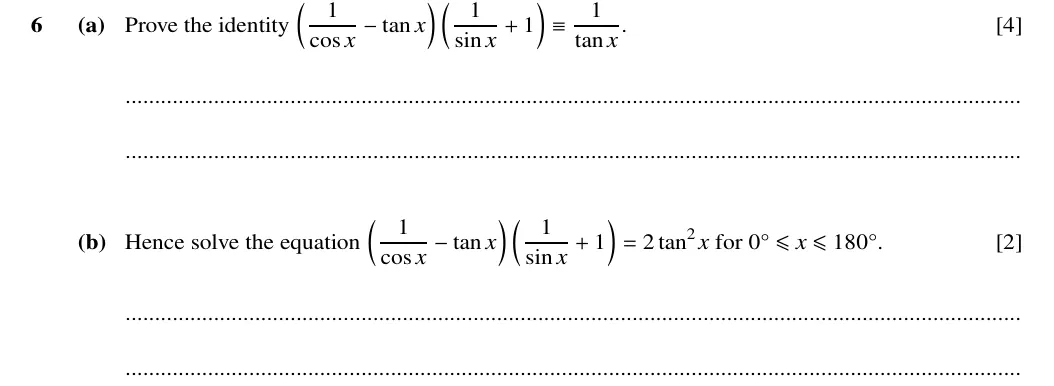 6 (a) Prove the identity (1/cos x − tan x)(1/sin x + 1) ≡ 1/tan x. [4]
(b) Hence solve the equation (1/cos x − tan x)(1/sin x + 1) = 2 tan²x for 0° ⩽ x ⩽ 180°. [2]